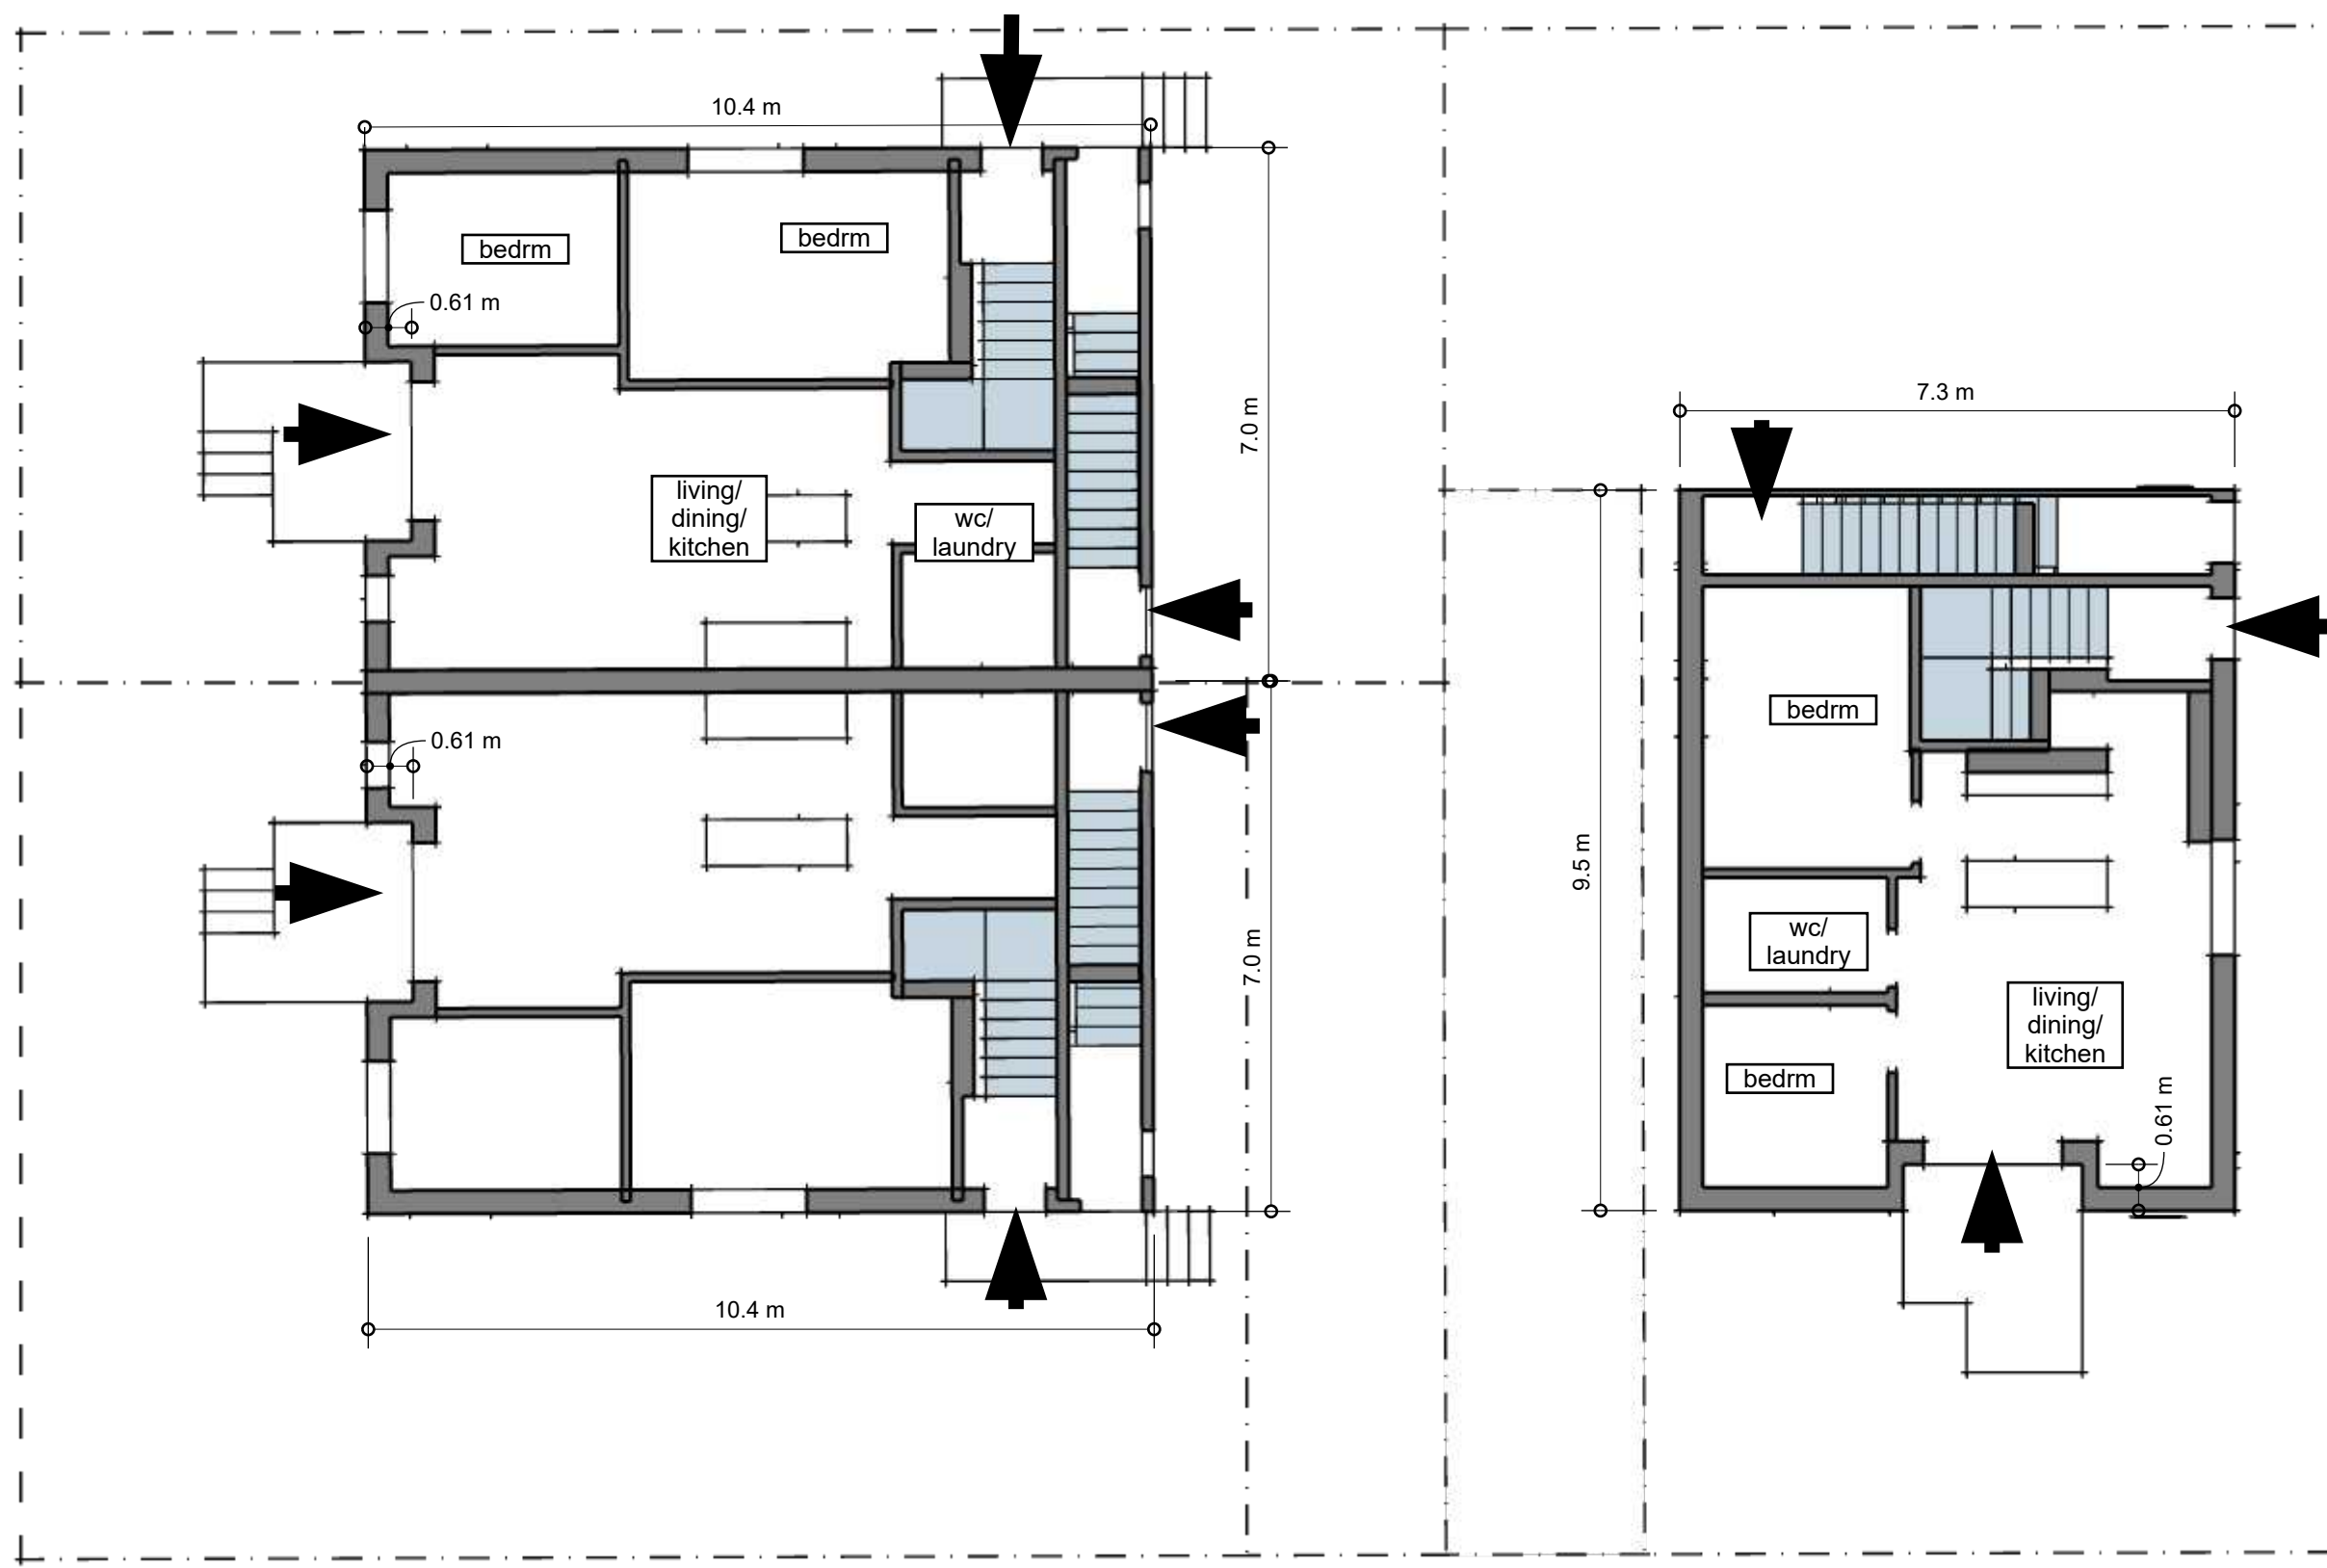 10.4 m
bedrm
bedrm
0.61 m
7.0 m
living/
dining/
kitchen
wc/
laundry
0.61 m
7.0 m
10.4 m
7.3 m
9.5 m
bedrm
wc/
laundry
living/
dining/
kitchen
bedrm
0.61 m